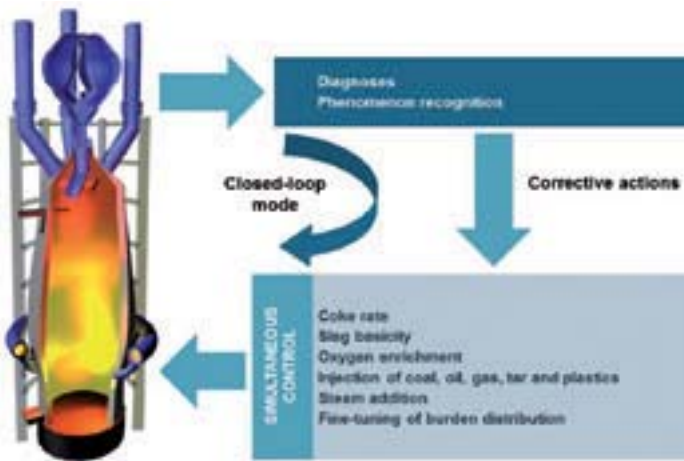 Diagnoses
Phenomenon recognition
Closed-loop
mode
Corrective actions
SIMULTANEOUS
CONTROL
Coke rate
Slag basicity
Oxygen enrichment
Injection of coal, oil, gas, tar and plastics
Steam addition
Fine-tuning of burden distribution